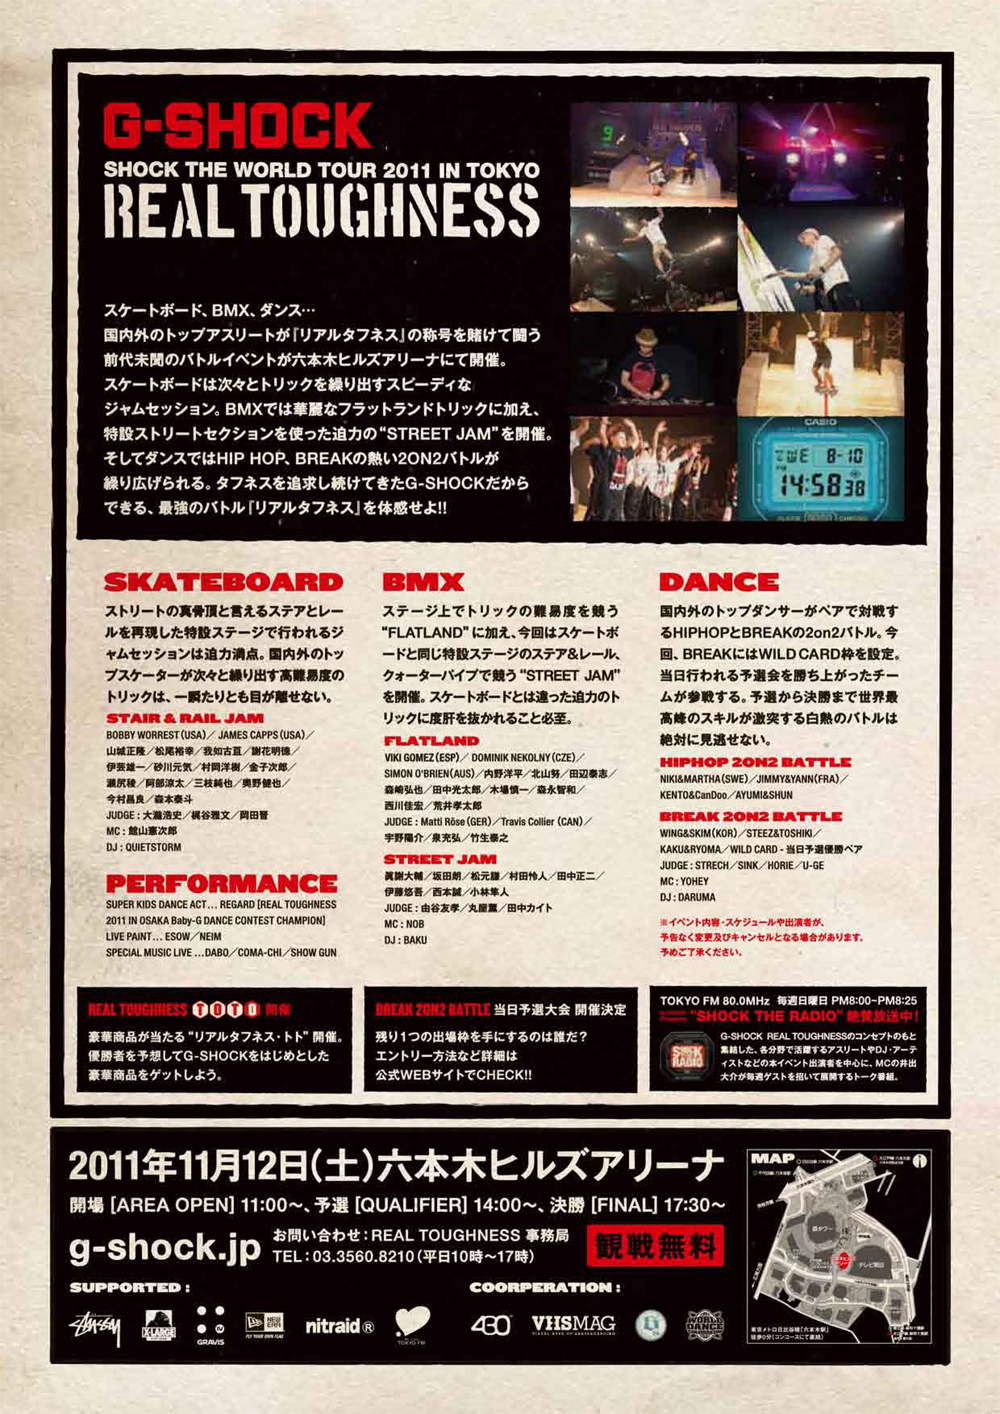 G-SHOCK
SHOCK THE WORLD TOUR 2011 IN TOKYO
REAL TOUGHNESS
スケートボード、BMX、ダンス…
国内外のトップアスリートが『リアルタフネス』の称号を賭けて闘う
前代未聞のバトルイベントが六本木ヒルズアリーナにて開催。
スケートボードは次々とトリックを繰り出すスピーディな
ジャムセッション。BMXでは華麗なフラットランドトリックに加え、
特設ストリートセクションを使った迫力の“STREET JAM”を開催。
そしてダンスではHIP HOP、BREAKの熱い2ON2バトルが
繰り広げられる。タフネスを追求し続けてきたG-SHOCKだから
できる、最強のバトル『リアルタフネス』を体感せよ!!
CASIO
TWE 8-10
14:58 38
SKATEBOARD
ストリートの真骨頂と言えるステアとレー
ルを再現した特設ステージで行われるジ
ャムセッションは迫力満点。国内外のトッ
プスケーターが次々と繰り出す高難易度の
トリックは、一瞬たりとも目が離せない。
STAIR & RAIL JAM
BOBBY WORREST(USA)／JAMES CAPPS(USA)／
山城正隆／松尾裕幸／我如古亘／謝花明徳／
伊芸雄一／砂川元気／村岡洋樹／金子次郎／
瀬尻稜／阿部涼太／三枝純也／奥野健也／
今村昌良／森本泰斗
JUDGE：大瀧浩史／梶谷雅文／岡田晋
MC：館山憲次郎
DJ：QUIETSTORM
PERFORMANCE
SUPER KIDS DANCE ACT… REGARD [REAL TOUGHNESS
2011 IN OSAKA Baby-G DANCE CONTEST CHAMPION]
LIVE PAINT… ESOW／NEIM
SPECIAL MUSIC LIVE …DABO／COMA-CHI／SHOW GUN
BMX
ステージ上でトリックの難易度を競う
“FLATLAND”に加え、今回はスケートボ
ードと同じ特設ステージのステア&レール、
クォーターパイプで競う“STREET JAM”
を開催。スケートボードとは違った迫力のト
リックに度肝を抜かれること必至。
FLATLAND
VIKI GOMEZ(ESP)／DOMINIK NEKOLNY(CZE)／
SIMON O'BRIEN(AUS)／内野洋平／北山努／田辺泰志／
森崎弘也／田中光太郎／木場慎一／森永智和／
西川佳宏／荒井孝太郎
JUDGE：Matti Röse(GER)／Travis Collier (CAN)／
宇野陽介／泉充弘／竹生泰之
STREET JAM
眞謝大輔／坂田朗／松元謙／村田怜人／田中正二／
伊藤悠吾／西本誠／小林隼人
JUDGE：由谷友孝／丸屋薫／田中カイト
MC：NOB
DJ：BAKU
DANCE
国内外のトップダンサーがペアで対戦す
るHIPHOPとBREAKの2on2バトル。今
回、BREAKにはWILD CARD枠を設定。
当日行われる予選会を勝ち上がったチー
ムが参戦する。予選から決勝まで世界最
高峰のスキルが激突する白熱のバトルは
絶対に見逃せない。
HIPHOP 2ON2 BATTLE
NIKI&MARTHA(SWE)／JIMMY&YANN(FRA)／
KENTO&CanDoo／AYUMI&SHUN
BREAK 2ON2 BATTLE
WING&SKIM(KOR)／STEEZ&TOSHIKI／
KAKU&RYOMA／WILD CARD - 当日予選優勝ペア
JUDGE：STRECH／SINK／HORIE／U-GE
MC：YOHEY
DJ：DARUMA
※イベント内容・スケジュールや出演者が、
予告なく変更及びキャンセルとなる場合があります。
予めご了承ください。
REAL TOUGHNESS TOTO 開催
豪華商品が当たる“リアルタフネス・トト”開催。
優勝者を予想してG-SHOCKをはじめとした
豪華商品をゲットしよう。
BREAK 2ON2 BATTLE 当日予選大会 開催決定
残り1つの出場枠を手にするのは誰だ？
エントリー方法など詳細は
公式WEBサイトでCHECK!!
TOKYO FM 80.0MHz 毎週日曜日 PM8:00~PM8:25
“SHOCK THE RADIO”絶賛放送中！
G-SHOCK REAL TOUGHNESSのコンセプトのもと
集結した、各分野で活躍するアスリートやDJ・アーテ
ィストなどの本イベント出演者を中心に、MCの井出
大介が毎週ゲストを招いて展開するトーク番組。
2011年11月12日(土)六本木ヒルズアリーナ
開場 [AREA OPEN] 11:00〜、予選 [QUALIFIER] 14:00〜、決勝 [FINAL] 17:30〜
g-shock.jp
お問い合わせ：REAL TOUGHNESS 事務局
TEL：03.3560.8210(平日10時〜17時)
観戦無料
SUPPORTED：
STUSSY
X-LARGE
GRAVIS
NEW ERA
FLY YOUR OWN FLAG
nitraid®
TOKYO FM
COORPERATION：
430
VHSMAG
WORLD DANCE
MAP
森タワー
テレビ朝日
東京メトロ日比谷線「六本木駅」
徒歩0分(コンコースにて直結)